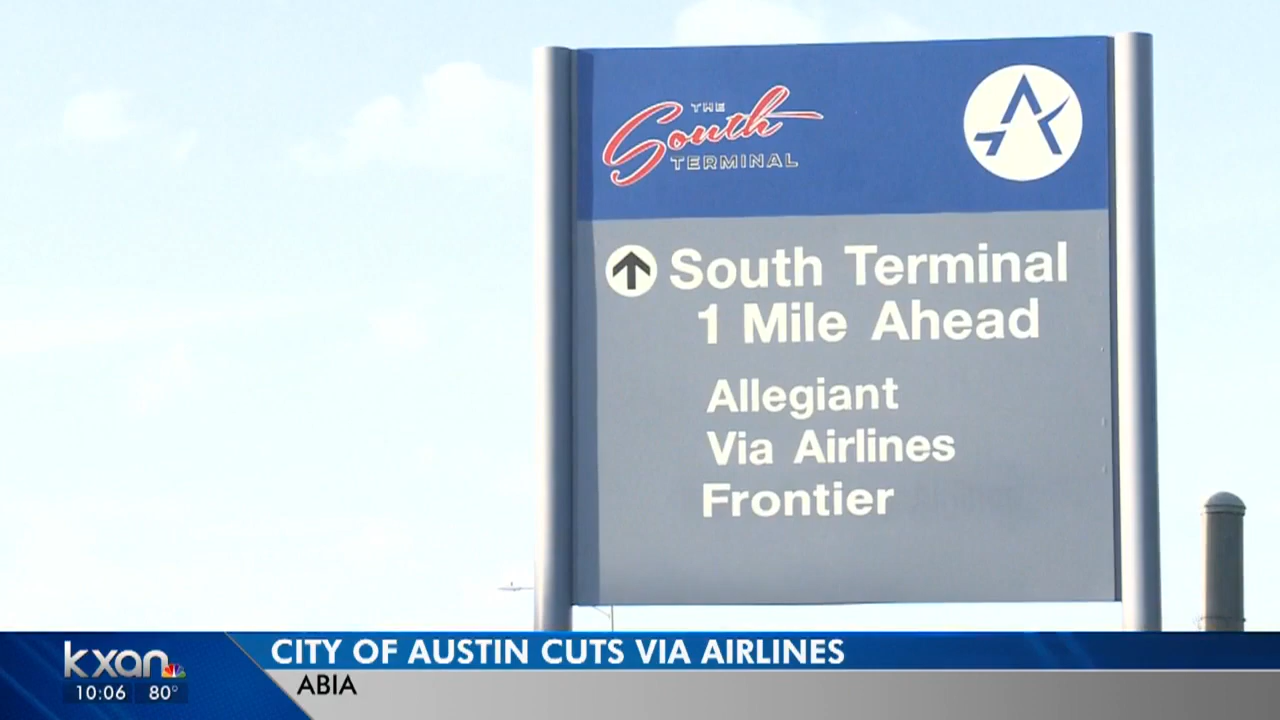 THE
South
TERMINAL
South Terminal
1 Mile Ahead
Allegiant
Via Airlines
Frontier
kxan
10:06 80°
CITY OF AUSTIN CUTS VIA AIRLINES
ABIA